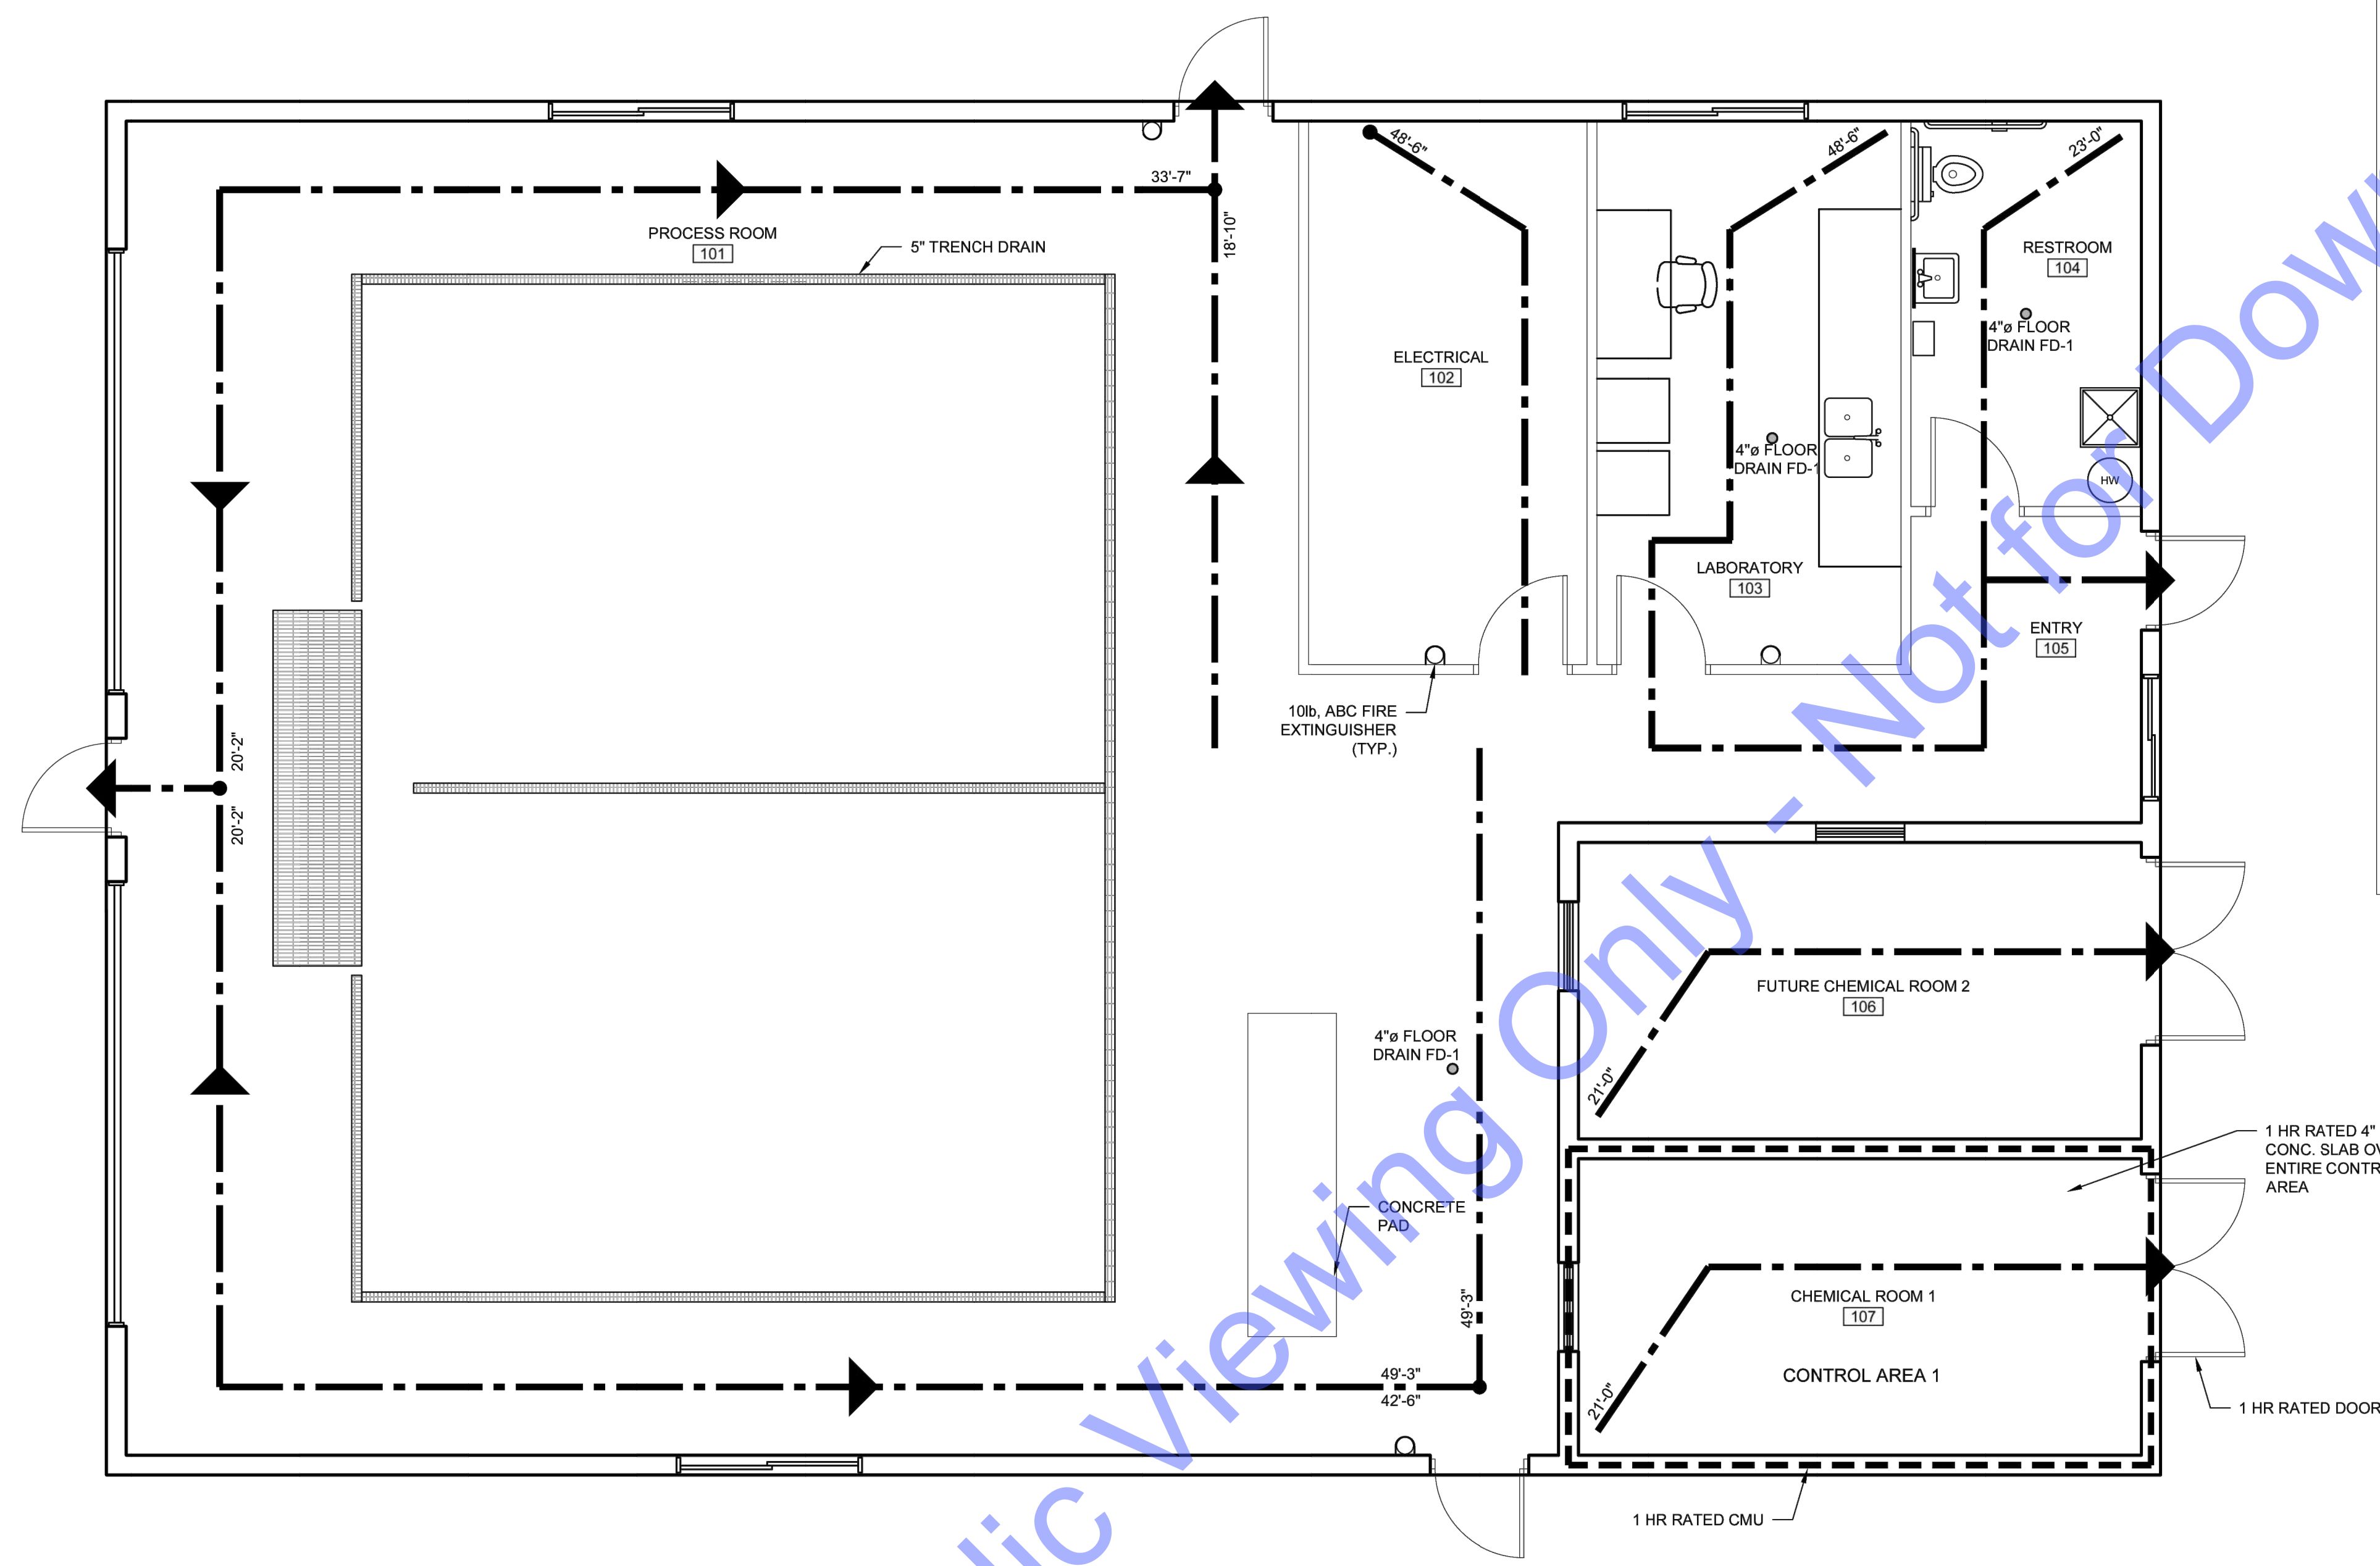 48'-6"
48'-6"
23'-0"
33'-7"
18'-10"
PROCESS ROOM
101
5" TRENCH DRAIN
RESTROOM
104
4"ø FLOOR
DRAIN FD-1
ELECTRICAL
102
4"ø FLOOR
DRAIN FD-1
HW
LABORATORY
103
ENTRY
105
10lb, ABC FIRE
EXTINGUISHER
(TYP.)
20'-2"
20'-2"
FUTURE CHEMICAL ROOM 2
106
4"ø FLOOR
DRAIN FD-1
21'-0"
1 HR RATED 4"
CONC. SLAB
ENTIRE
AREA
CONCRETE
PAD
CHEMICAL ROOM 1
107
49'-3"
CONTROL AREA 1
49'-3"
42'-6"
21'-0"
1 HR RATED DOOR
1 HR RATED CMU
Viewing Only - Not for